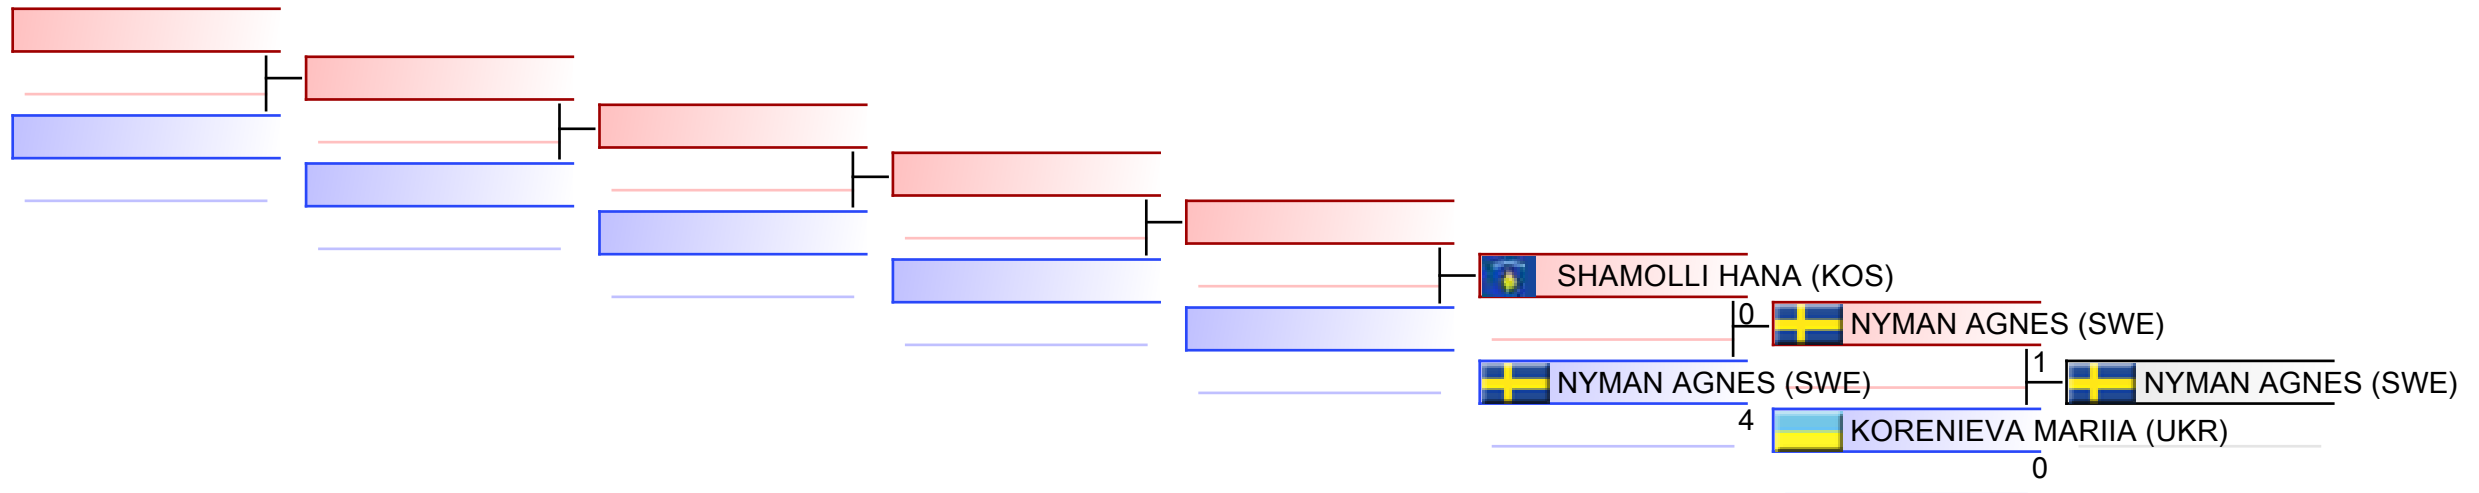 SHAMOLLI HANA (KOS)
0
NYMAN AGNES (SWE)
1
NYMAN AGNES (SWE)
NYMAN AGNES (SWE)
4
KORENIEVA MARIIA (UKR)
0